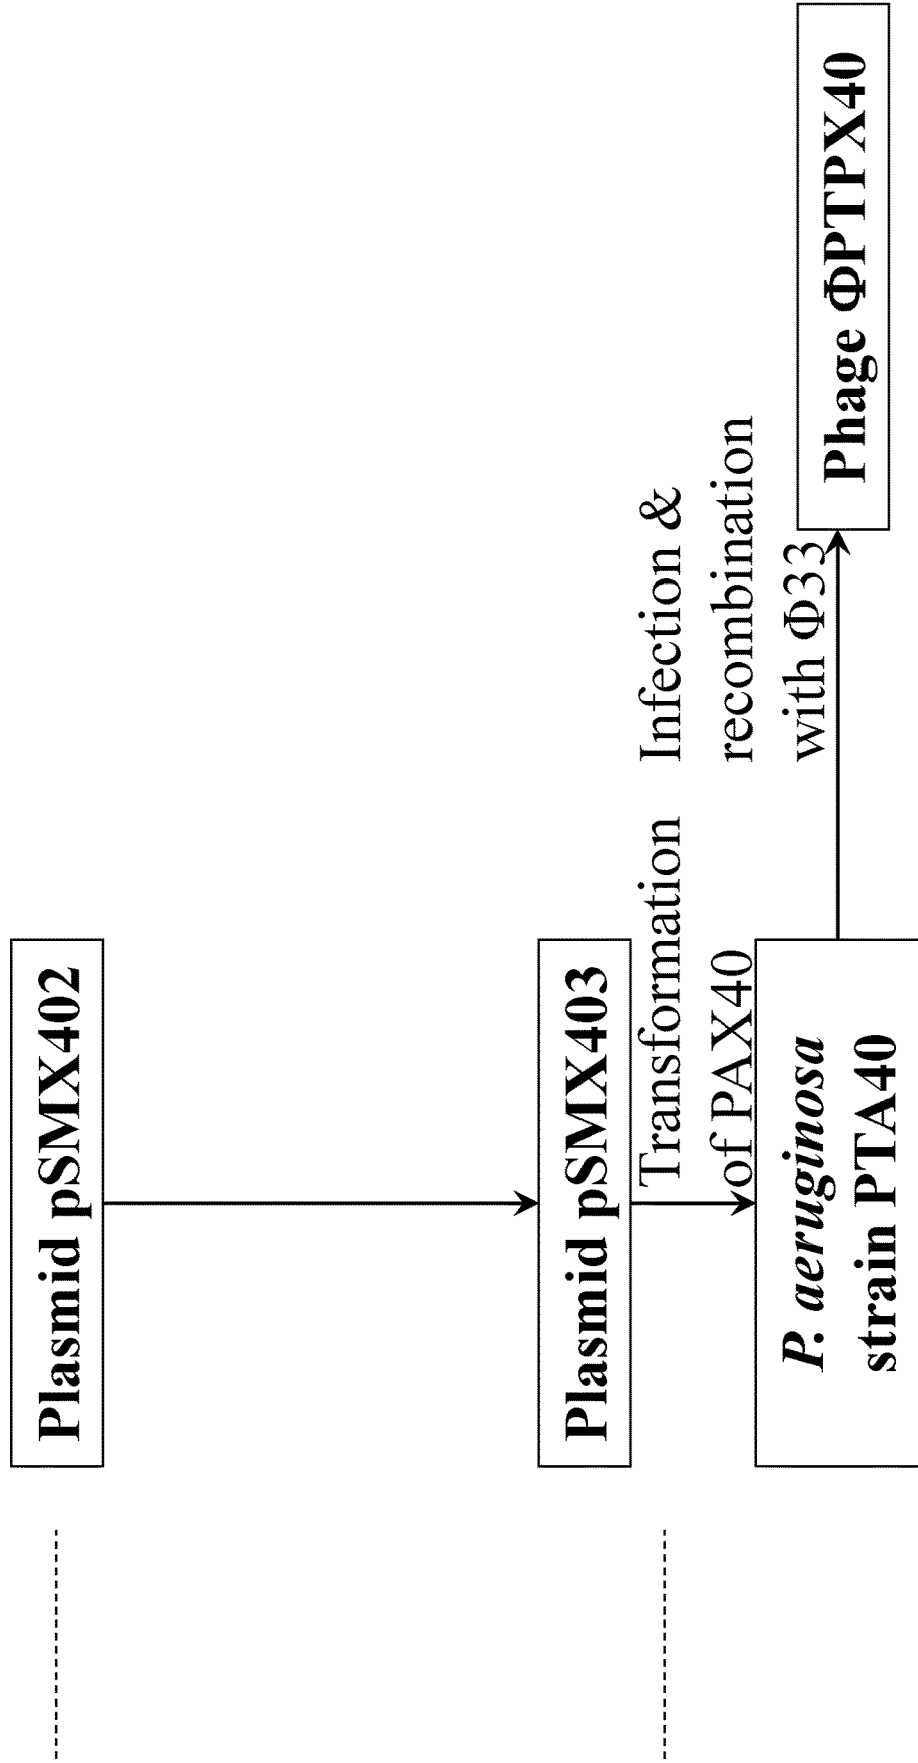 Plasmid pSMX402
Plasmid pSMX403
Transformation
of PAX40
P. aeruginosa
strain PTA40
Infection &
recombination
with Φ33
Phage ΦPTPX40